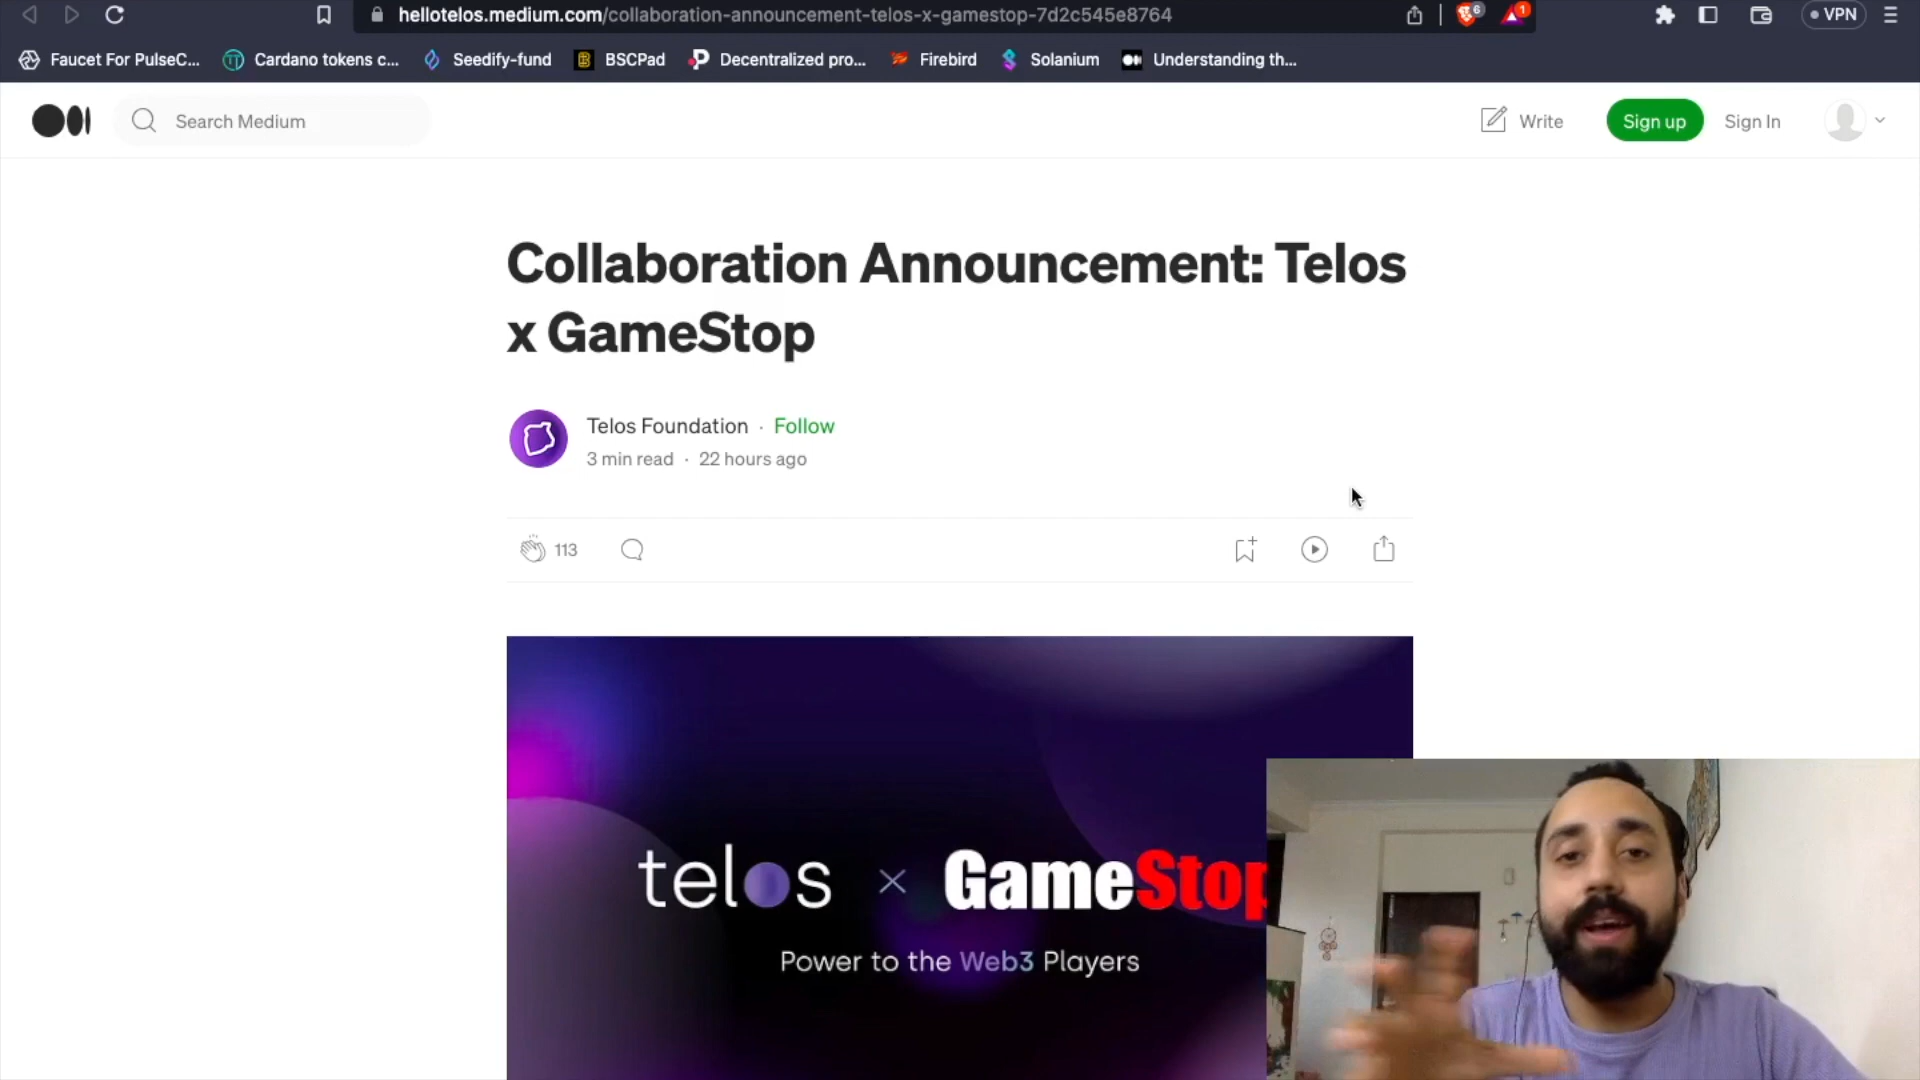 hellotelos.medium.com/collaboration-announcement-telos-x-gamestop-7d2c545e8764
6
1
VPN
Faucet For PulseC...
Cardano tokens c...
Seedify-fund
BSCPad
Decentralized pro...
Firebird
Solanium
Understanding th...
Search Medium
Write
Sign up
Sign In
Collaboration Announcement: Telos
x GameStop
Telos Foundation · Follow
3 min read · 22 hours ago
113
telos × GameStop
Power to the Web3 Players